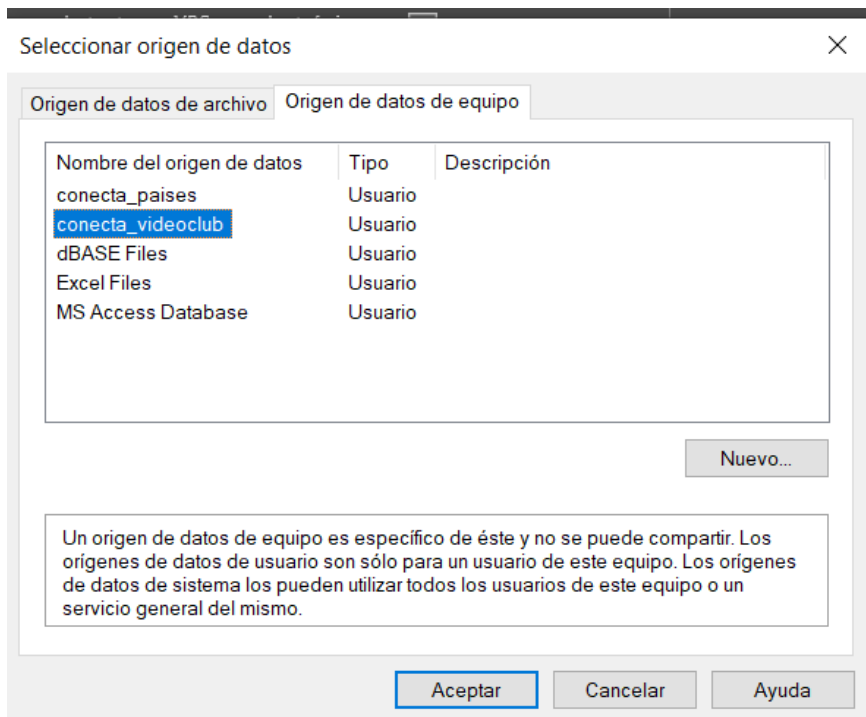 Seleccionar origen de datos
Origen de datos de archivo Origen de datos de equipo
Nombre del origen de datos Tipo Descripción
conecta_paises Usuario
conecta_videoclub Usuario
dBASE Files Usuario
Excel Files Usuario
MS Access Database Usuario
Nuevo...
Un origen de datos de equipo es específico de éste y no se puede compartir. Los
orígenes de datos de usuario son sólo para un usuario de este equipo. Los orígenes
de datos de sistema los pueden utilizar todos los usuarios de este equipo o un
servicio general del mismo.
Aceptar Cancelar Ayuda